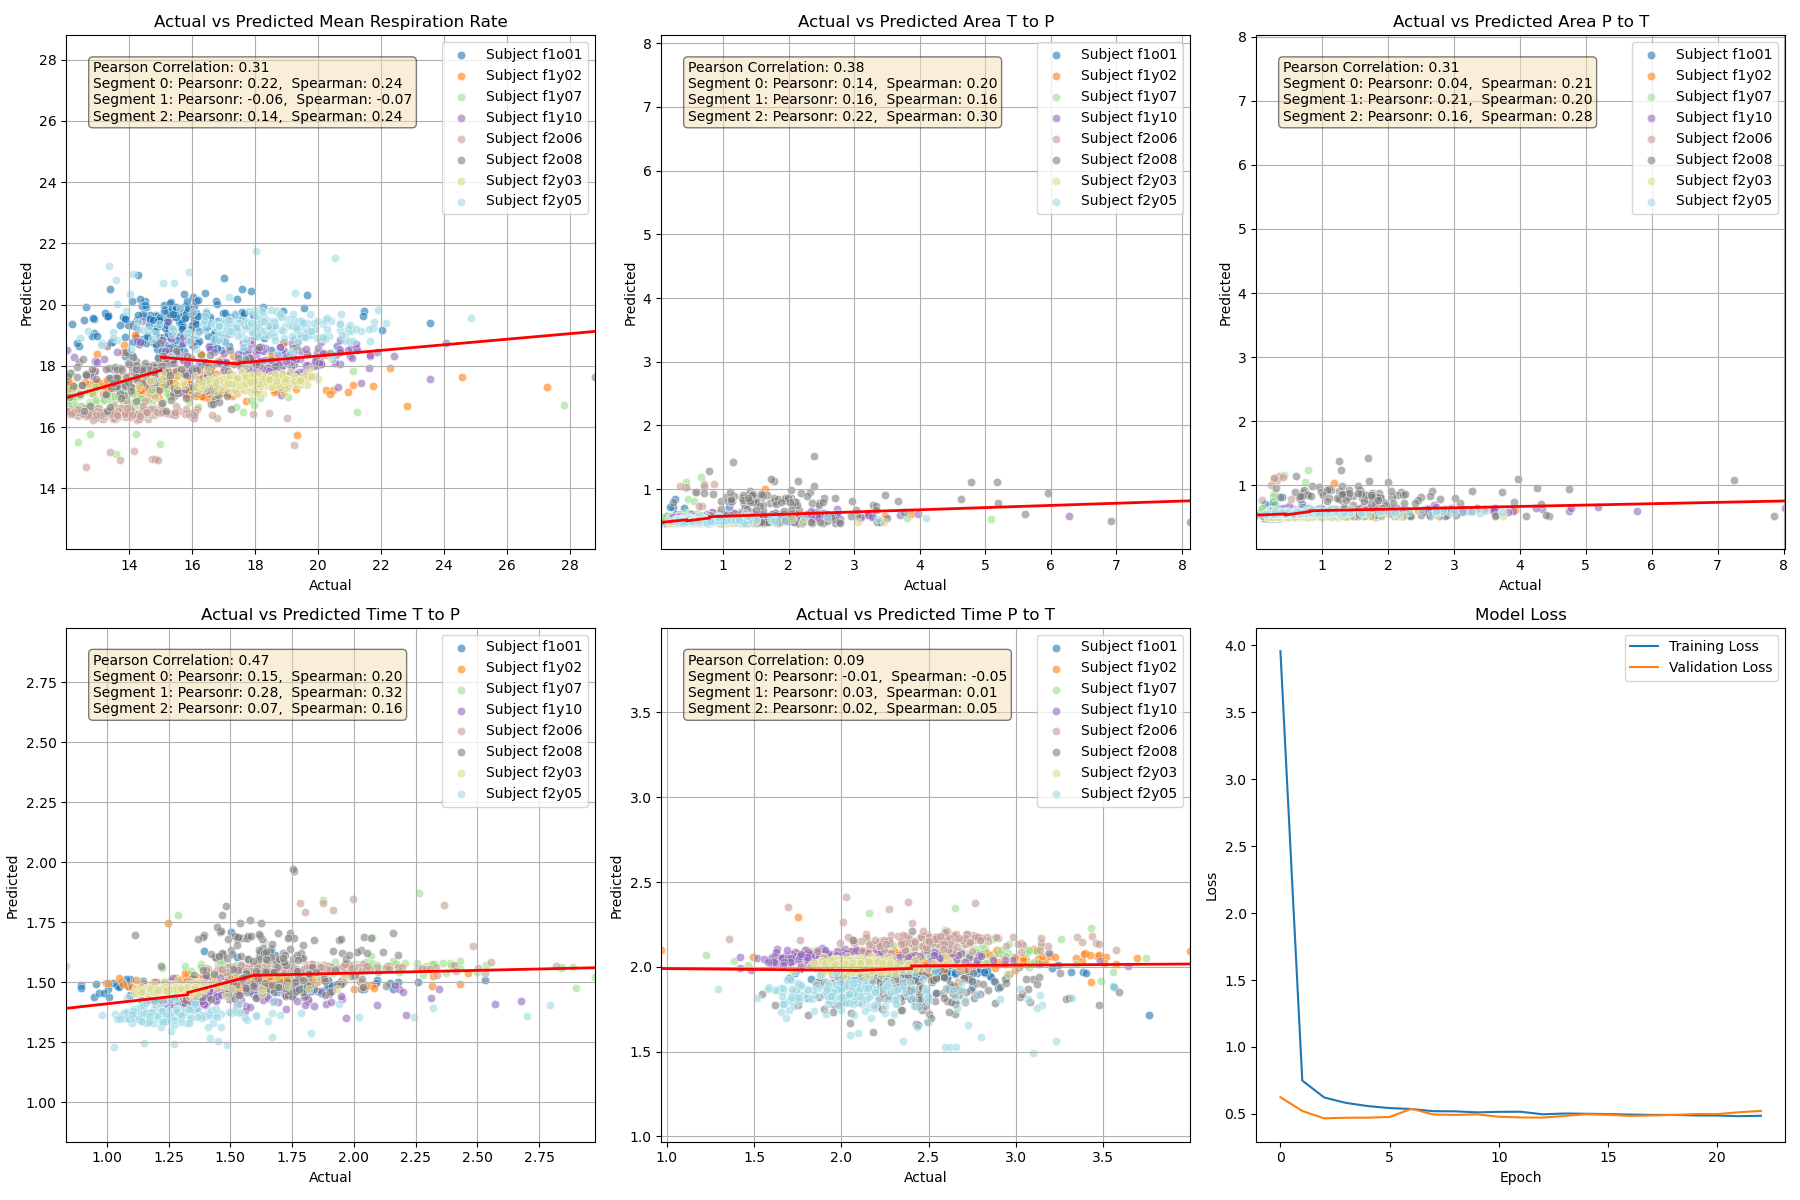 Actual vs Predicted Mean Respiration Rate
Pearson Correlation: 0.31
Segment 0: Pearsonr: 0.22,  Spearman: 0.24
Segment 1: Pearsonr: -0.06,  Spearman: -0.07
Segment 2: Pearsonr: 0.14,  Spearman: 0.24
Subject f1o01
Subject f1y02
Subject f1y07
Subject f1y10
Subject f2o06
Subject f2o08
Subject f2y03
Subject f2y05
28
26
24
22
20
18
16
14
Predicted
14 16 18 20 22 24 26 28
Actual
Actual vs Predicted Area T to P
Pearson Correlation: 0.38
Segment 0: Pearsonr: 0.14,  Spearman: 0.20
Segment 1: Pearsonr: 0.16,  Spearman: 0.16
Segment 2: Pearsonr: 0.22,  Spearman: 0.30
Subject f1o01
Subject f1y02
Subject f1y07
Subject f1y10
Subject f2o06
Subject f2o08
Subject f2y03
Subject f2y05
8
7
6
5
4
3
2
1
Predicted
1 2 3 4 5 6 7 8
Actual
Actual vs Predicted Area P to T
Pearson Correlation: 0.31
Segment 0: Pearsonr: 0.04,  Spearman: 0.21
Segment 1: Pearsonr: 0.21,  Spearman: 0.20
Segment 2: Pearsonr: 0.16,  Spearman: 0.28
Subject f1o01
Subject f1y02
Subject f1y07
Subject f1y10
Subject f2o06
Subject f2o08
Subject f2y03
Subject f2y05
8
7
6
5
4
3
2
1
Predicted
1 2 3 4 5 6 7 8
Actual
Actual vs Predicted Time T to P
Pearson Correlation: 0.47
Segment 0: Pearsonr: 0.15,  Spearman: 0.20
Segment 1: Pearsonr: 0.28,  Spearman: 0.32
Segment 2: Pearsonr: 0.07,  Spearman: 0.16
Subject f1o01
Subject f1y02
Subject f1y07
Subject f1y10
Subject f2o06
Subject f2o08
Subject f2y03
Subject f2y05
2.75
2.50
2.25
2.00
1.75
1.50
1.25
1.00
Predicted
1.00 1.25 1.50 1.75 2.00 2.25 2.50 2.75
Actual
Actual vs Predicted Time P to T
Pearson Correlation: 0.09
Segment 0: Pearsonr: -0.01,  Spearman: -0.05
Segment 1: Pearsonr: 0.03,  Spearman: 0.01
Segment 2: Pearsonr: 0.02,  Spearman: 0.05
Subject f1o01
Subject f1y02
Subject f1y07
Subject f1y10
Subject f2o06
Subject f2o08
Subject f2y03
Subject f2y05
3.5
3.0
2.5
2.0
1.5
1.0
Predicted
1.0 1.5 2.0 2.5 3.0 3.5
Actual
Model Loss
Training Loss
Validation Loss
4.0
3.5
3.0
2.5
2.0
1.5
1.0
0.5
Loss
0 5 10 15 20
Epoch